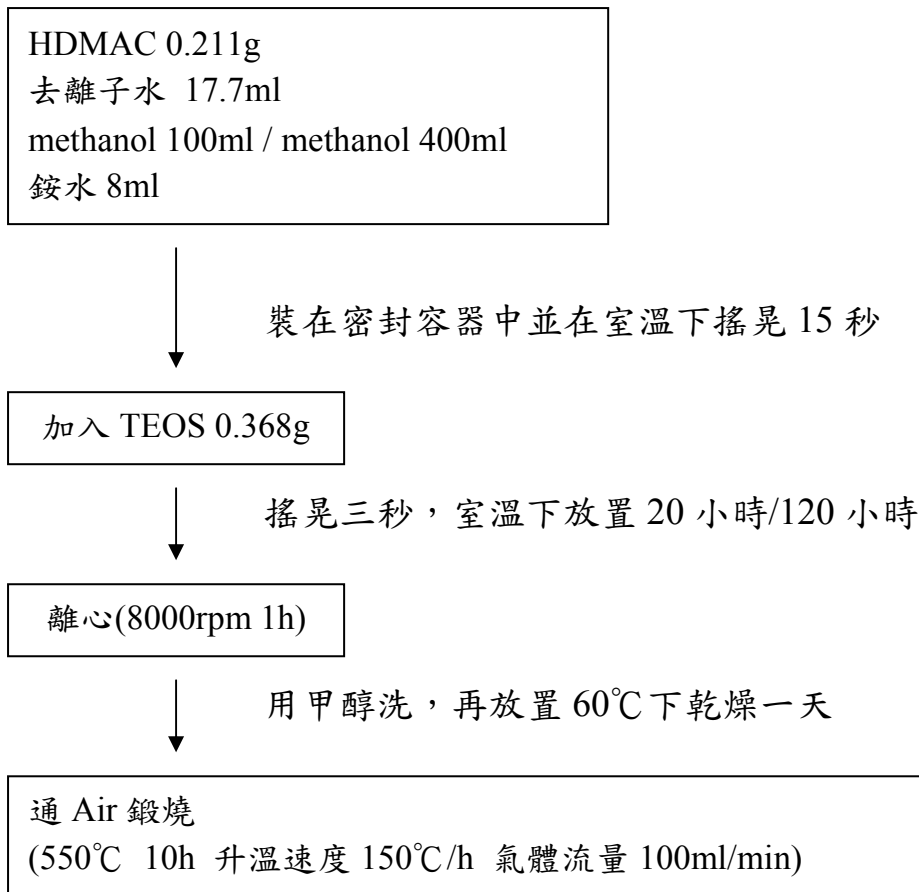 HDMAC 0.211g
去離子水 17.7ml
methanol 100ml / methanol 400ml
銨水 8ml
裝在密封容器中並在室溫下搖晃 15 秒
加入 TEOS 0.368g
搖晃三秒，室溫下放置 20 小時/120 小時
離心(8000rpm 1h)
用甲醇洗，再放置 60℃下乾燥一天
通 Air 鍛燒
(550℃ 10h 升溫速度 150℃/h 氣體流量 100ml/min)